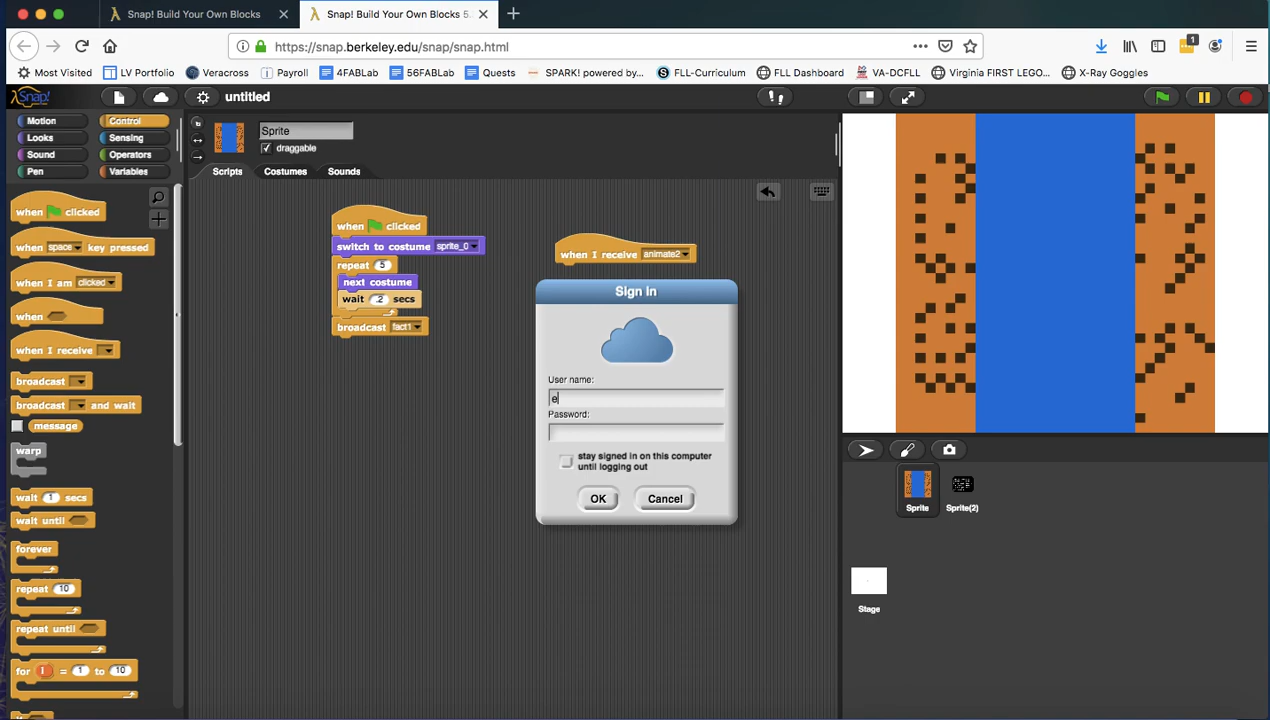 Snap! Build Your Own Blocks
Snap! Build Your Own Blocks 5.
https://snap.berkeley.edu/snap/snap.html
1
Most Visited
LV Portfolio
Veracross
Payroll
4FABLab
56FABLab
Quests
SPARK! powered by...
FLL-Curriculum
FLL Dashboard
VA-DCFLL
Virginia FIRST LEGO...
X-Ray Goggles
Snap!
untitled
Motion
Control
Looks
Sensing
Sound
Operators
Pen
Variables
Sprite
draggable
Scripts
Costumes
Sounds
when clicked
when space key pressed
when I am clicked
when
when I receive
broadcast
broadcast and wait
message
warp
wait 1 secs
wait until
forever
repeat 10
repeat until
for i = 1 to 10
when clicked
switch to costume sprite_0
repeat 5
next costume
wait .2 secs
broadcast fact1
when I receive animate2
Sign in
User name:
e
Password:
stay signed in on this computer
until logging out
OK
Cancel
Sprite
Sprite(2)
Stage